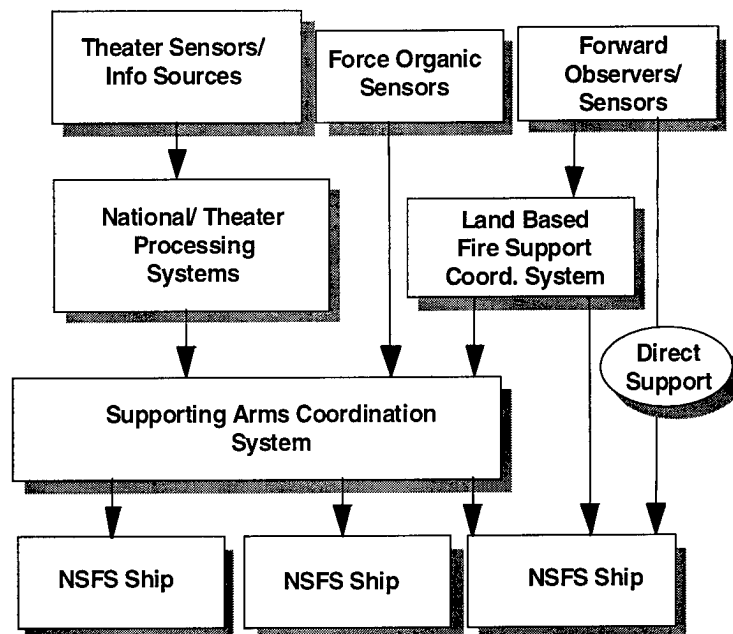 Theater Sensors/
Info Sources
Force Organic
Sensors
Forward
Observers/
Sensors
National/ Theater
Processing
Systems
Land Based
Fire Support
Coord. System
Direct
Support
Supporting Arms Coordination
System
NSFS Ship
NSFS Ship
NSFS Ship